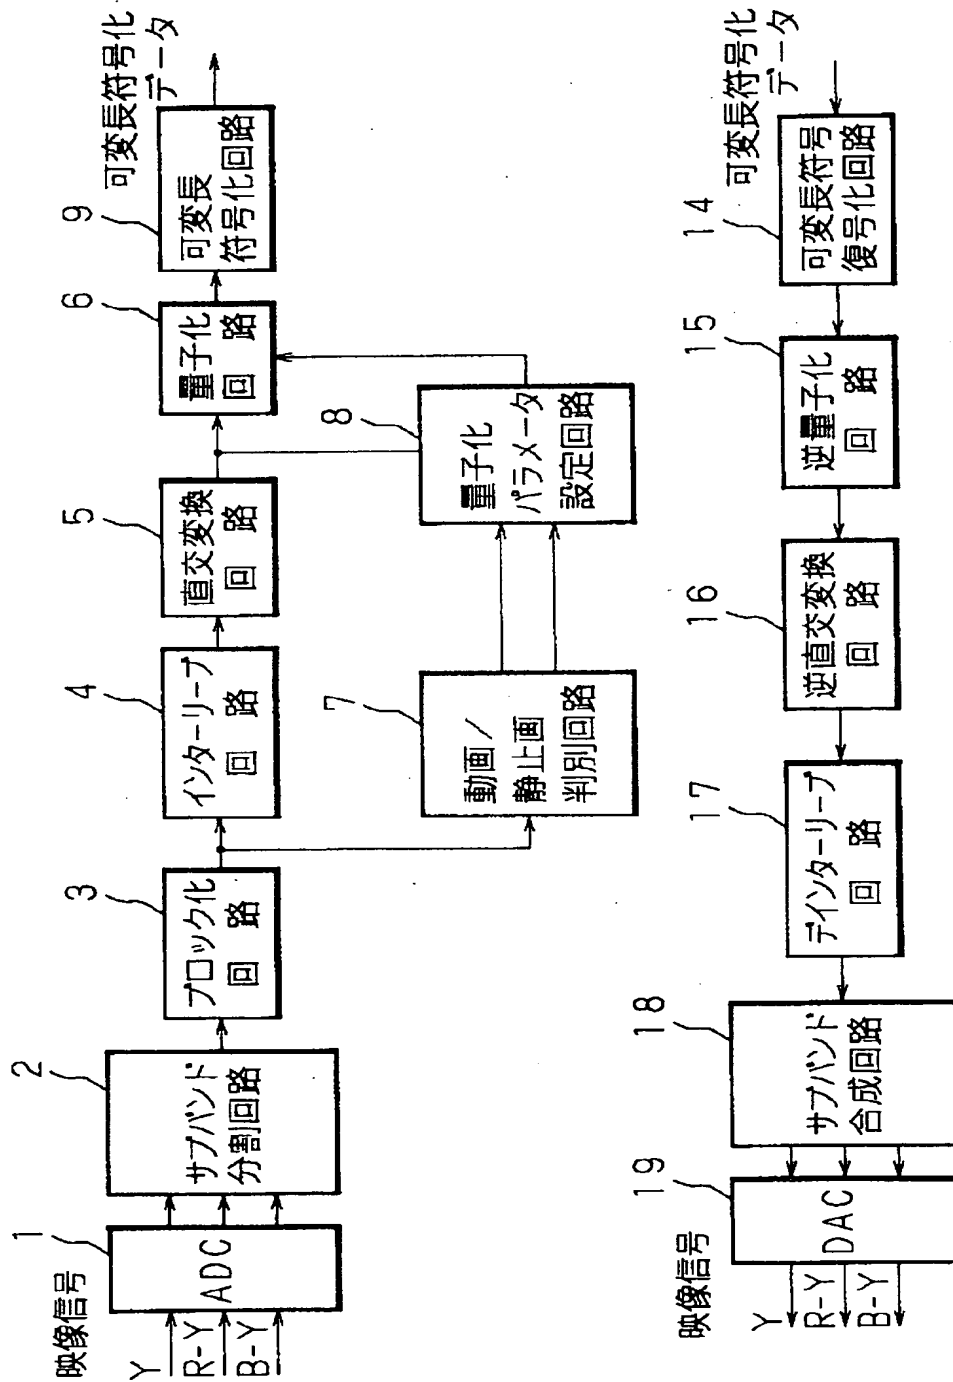 映像信号
Y
R-Y
B-Y
1
ADC
2
サブバンド
分割回路
3
ブロック化
回路
4
インターリーブ
回路
5
直交変換
回路
6
量子化
回路
9
可変長
符号化回路
可変長符号化
データ
7
動画/
静止画
判別回路
8
量子化
パラメータ
設定回路
映像信号
Y
R-Y
B-Y
19
DAC
18
サブバンド
合成回路
17
デインターリーブ
回路
16
逆直交変換
回路
15
逆量子化
回路
14
可変長符号
復号化回路
可変長符号化
データ